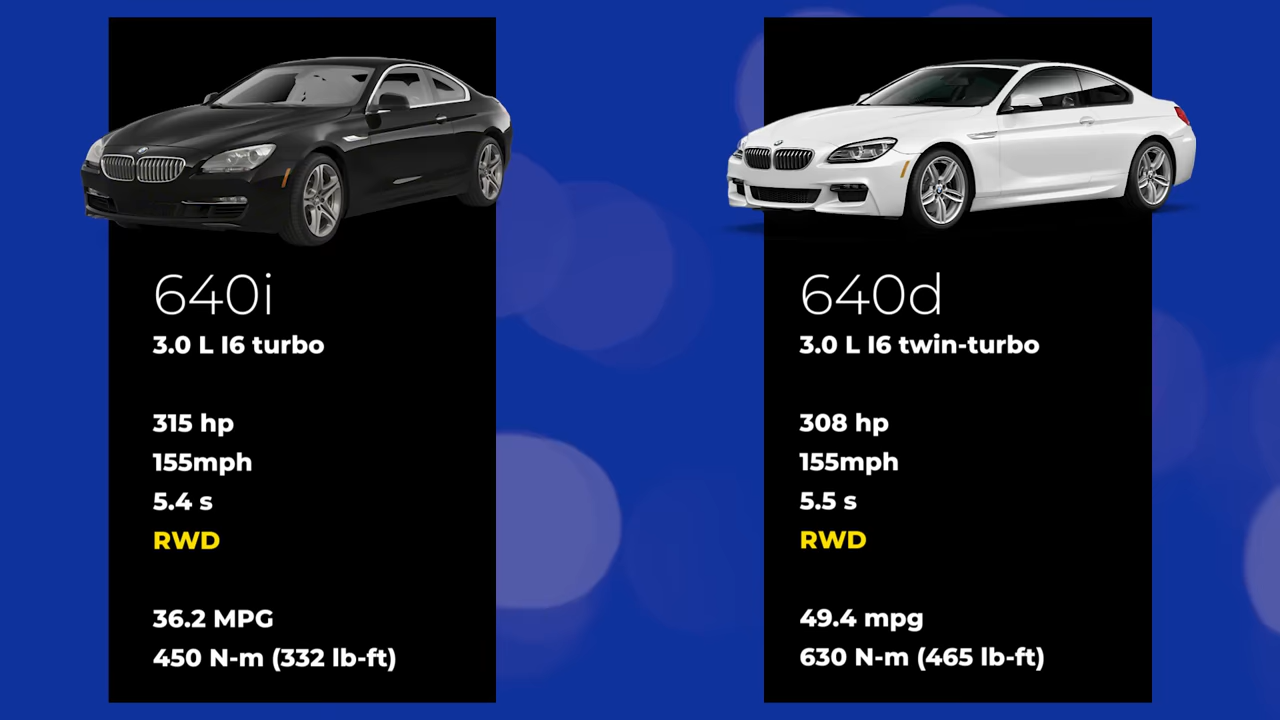 640i
3.0 L I6 turbo
315 hp
155mph
5.4 s
RWD
36.2 MPG
450 N-m (332 lb-ft)
640d
3.0 L I6 twin-turbo
308 hp
155mph
5.5 s
RWD
49.4 mpg
630 N-m (465 lb-ft)